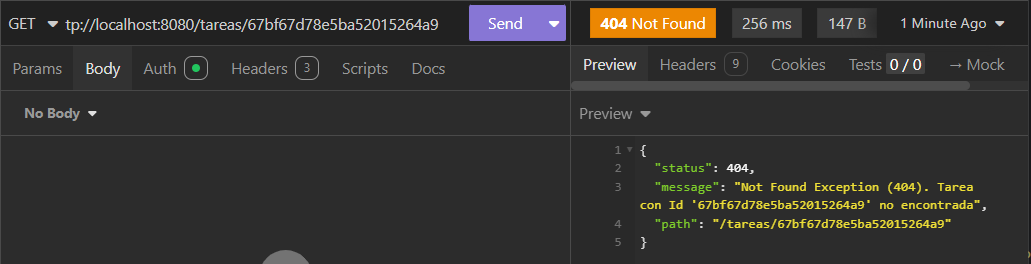 GET tp://localhost:8080/tareas/67bf67d78e5ba52015264a9 Send
404 Not Found 256 ms 147 B 1 Minute Ago
Params Body Auth Headers 3 Scripts Docs
Preview Headers 9 Cookies Tests 0 / 0 → Mock
No Body
Preview
1 {
2 "status": 404,
3 "message": "Not Found Exception (404). Tarea
con Id '67bf67d78e5ba52015264a9' no encontrada",
4 "path": "/tareas/67bf67d78e5ba52015264a9"
5 }